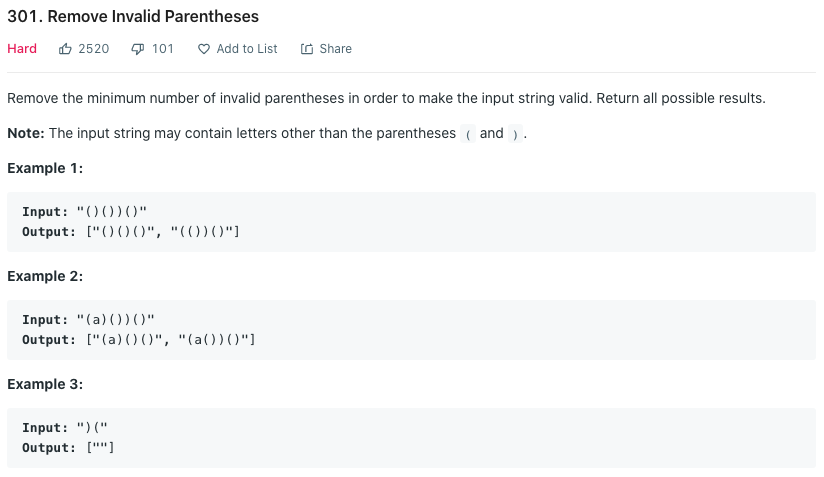 301. Remove Invalid Parentheses
Hard 2520 101 Add to List Share
Remove the minimum number of invalid parentheses in order to make the input string valid. Return all possible results.
Note: The input string may contain letters other than the parentheses ( and ).
Example 1:
Input: "()())()"
Output: ["()()()", "(())()"]
Example 2:
Input: "(a)())()"
Output: ["(a)()()", "(a())()"]
Example 3:
Input: ")("
Output: [""]